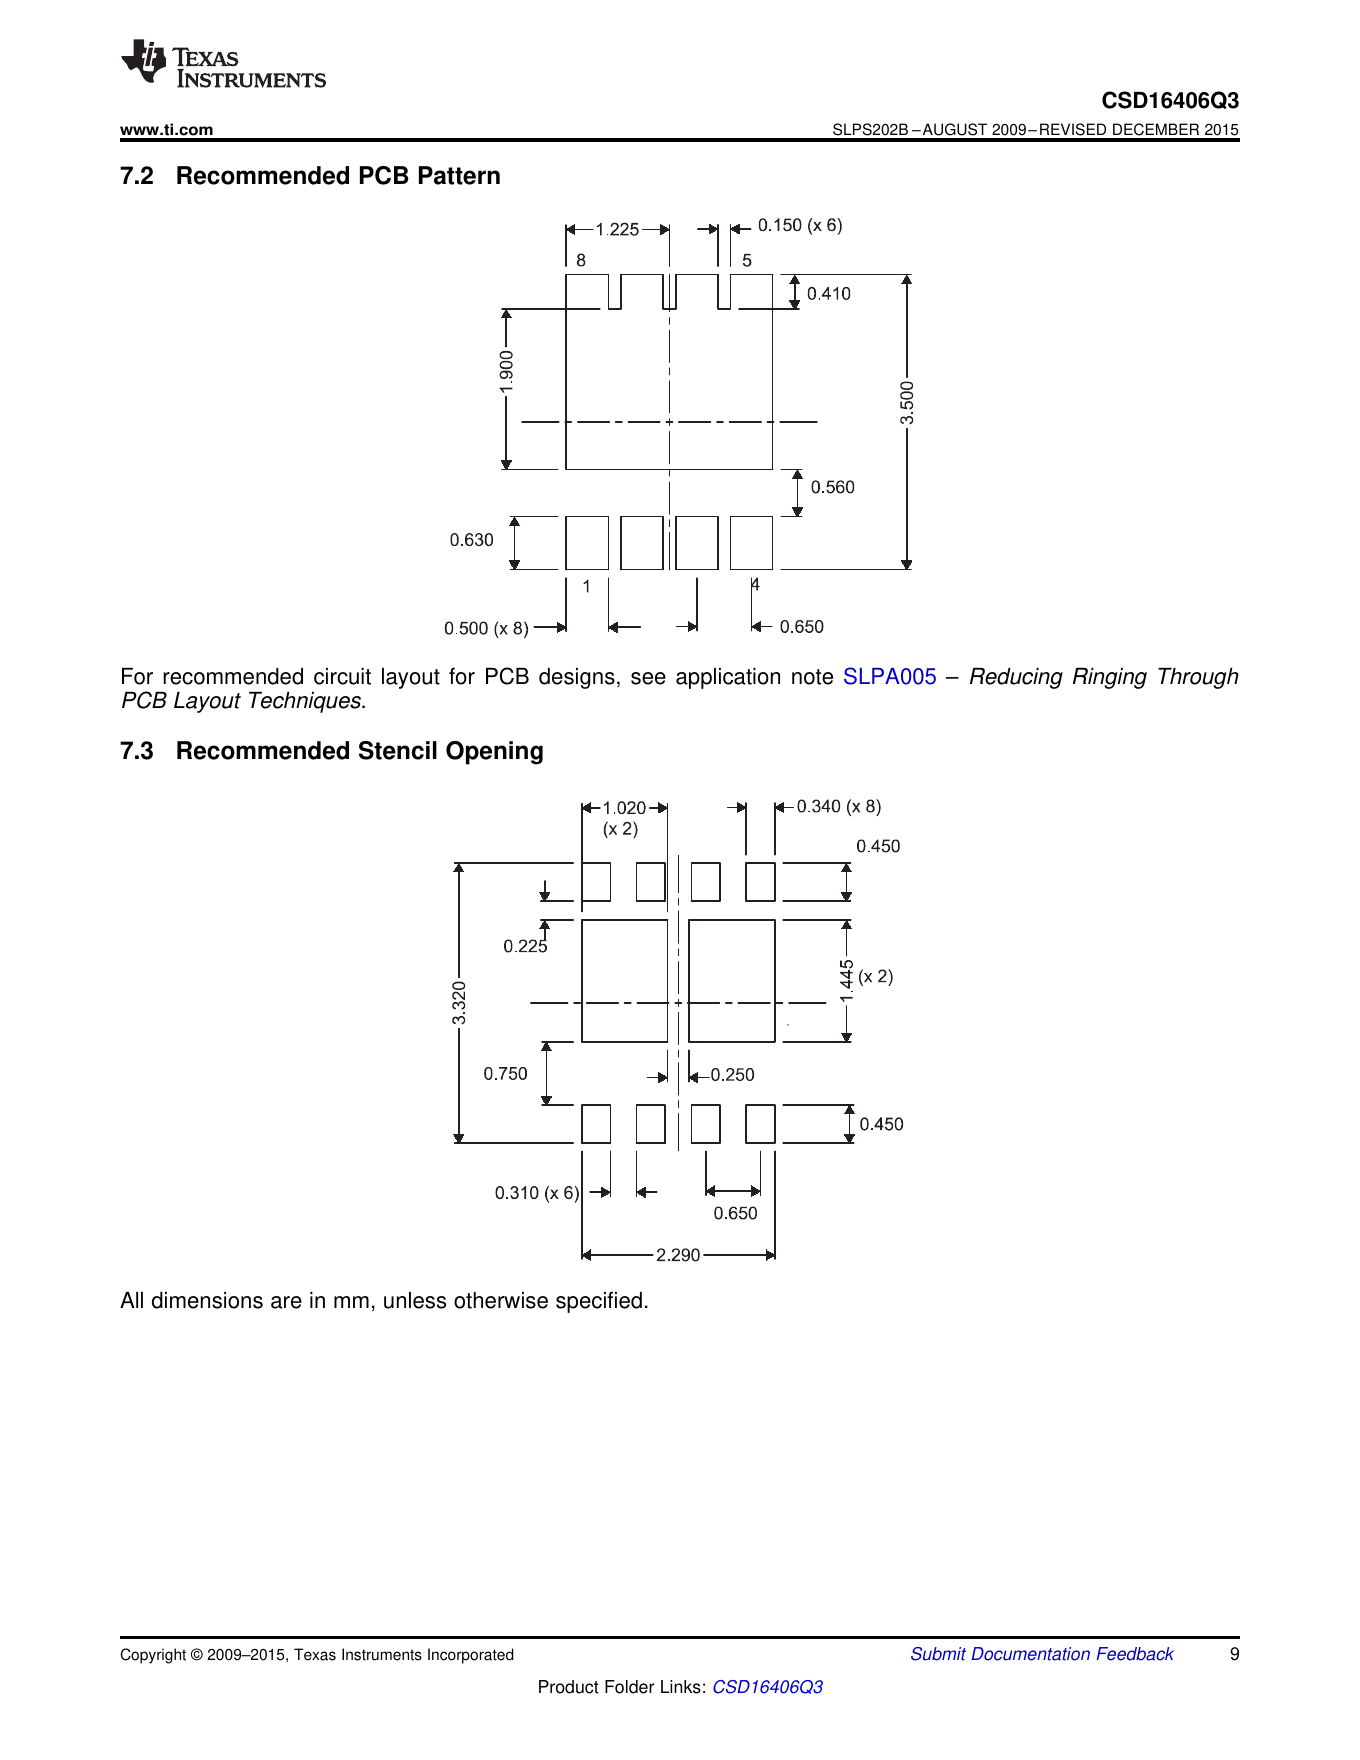 TEXAS
INSTRUMENTS
CSD16406Q3
www.ti.com
SLPS202B – AUGUST 2009 – REVISED DECEMBER 2015
7.2 Recommended PCB Pattern
1.225
0.150 (x 6)
8
5
0.410
1.900
3.500
0.560
0.630
1
4
0.500 (x 8)
0.650
For recommended circuit layout for PCB designs, see application note SLPA005 – Reducing Ringing Through
PCB Layout Techniques.
7.3 Recommended Stencil Opening
1.020
(x 2)
0.340 (x 8)
0.450
0.225
1.445
(x 2)
3.320
0.750
0.250
0.450
0.310 (x 6)
0.650
2.290
All dimensions are in mm, unless otherwise specified.
Copyright © 2009–2015, Texas Instruments Incorporated
Submit Documentation Feedback
9
Product Folder Links: CSD16406Q3